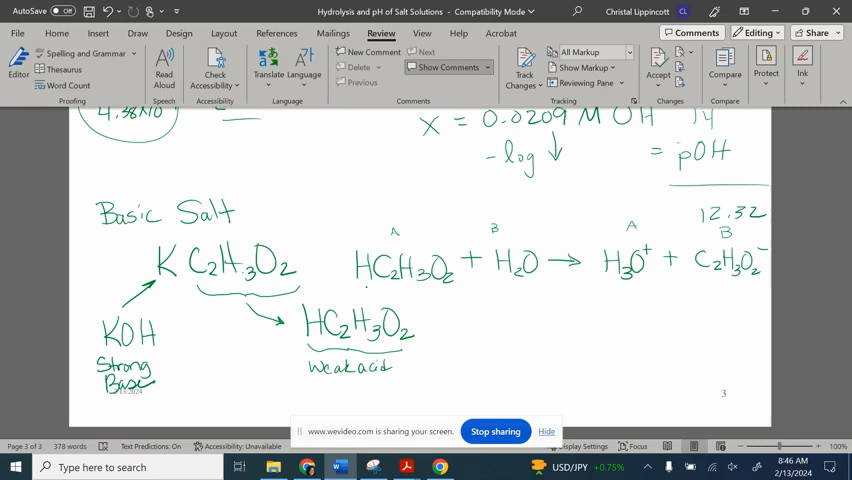 AutoSave Off
Hydrolysis and pH of Salt Solutions - Compatibility Mode
Christal Lippincott CL
File Home Insert Draw Design Layout References Mailings Review View Help Acrobat Comments Editing Share
Editor
Spelling and Grammar
Thesaurus
Word Count
Read Aloud
Check Accessibility
Translate Language
New Comment
Delete
Previous
Next
Show Comments
Track Changes
All Markup
Show Markup
Reviewing Pane
Accept
Compare
Protect
Ink
Proofing Speech Accessibility Language Comments Tracking Changes Compare
4.38x10
x = 0.0209 M OH 14
-log ↓ = pOH
12.32
Basic Salt
A B A B
K C₂H₃O₂ HC₂H₃O₂ + H₂O → H₃O⁺ + C₂H₃O₂⁻
KOH HC₂H₃O₂
Strong Base
Weak acid
/13/2024 3
www.wevideo.com is sharing your screen. Stop sharing Hide
Page 3 of 3 378 words Text Predictions: On Accessibility: Unavailable Display Settings Focus 100%
Type here to search
USD/JPY +0.75%
8:46 AM
2/13/2024